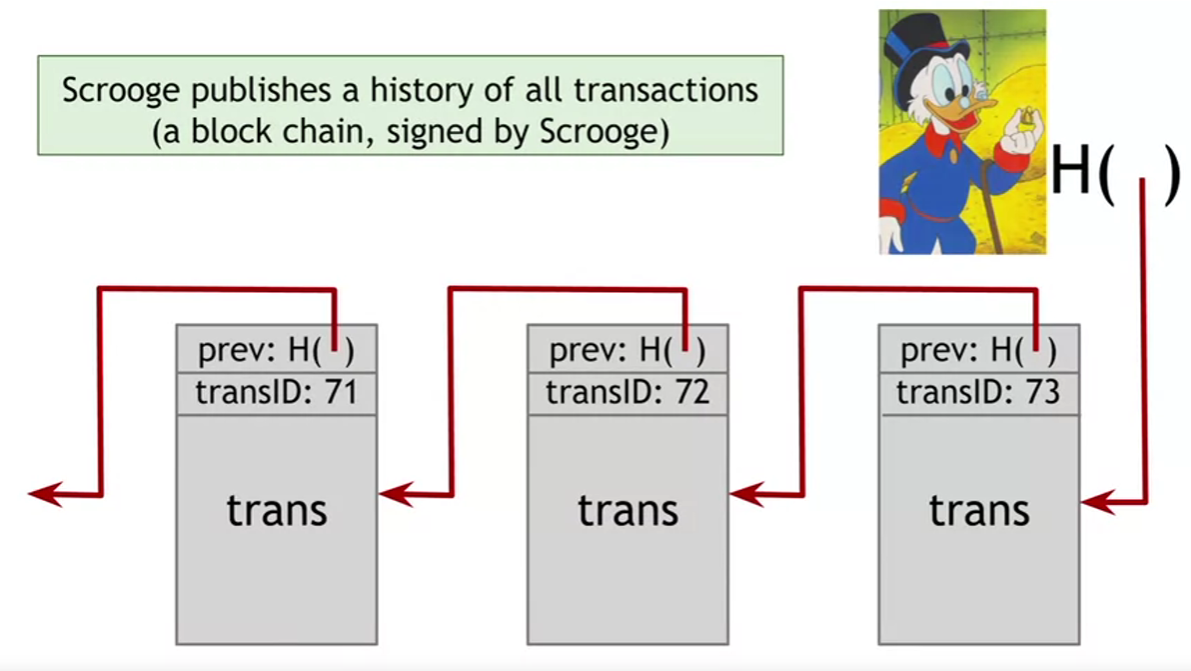 Scrooge publishes a history of all transactions
(a block chain, signed by Scrooge)
H( )
prev: H( )
transID: 71
trans
prev: H( )
transID: 72
trans
prev: H( )
transID: 73
trans